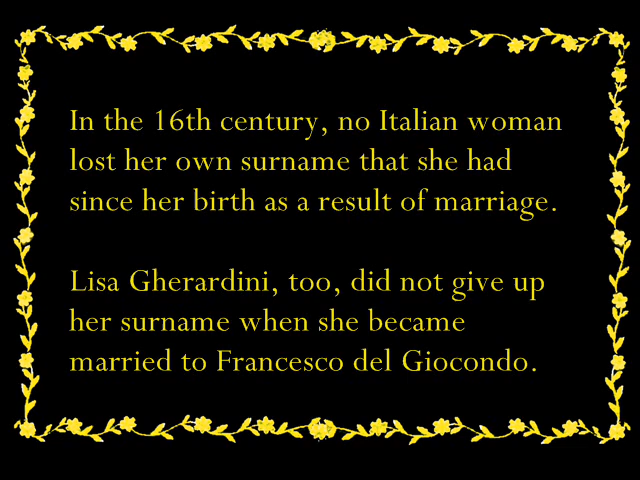 In the 16th century, no Italian woman
lost her own surname that she had
since her birth as a result of marriage.
Lisa Gherardini, too, did not give up
her surname when she became
married to Francesco del Giocondo.